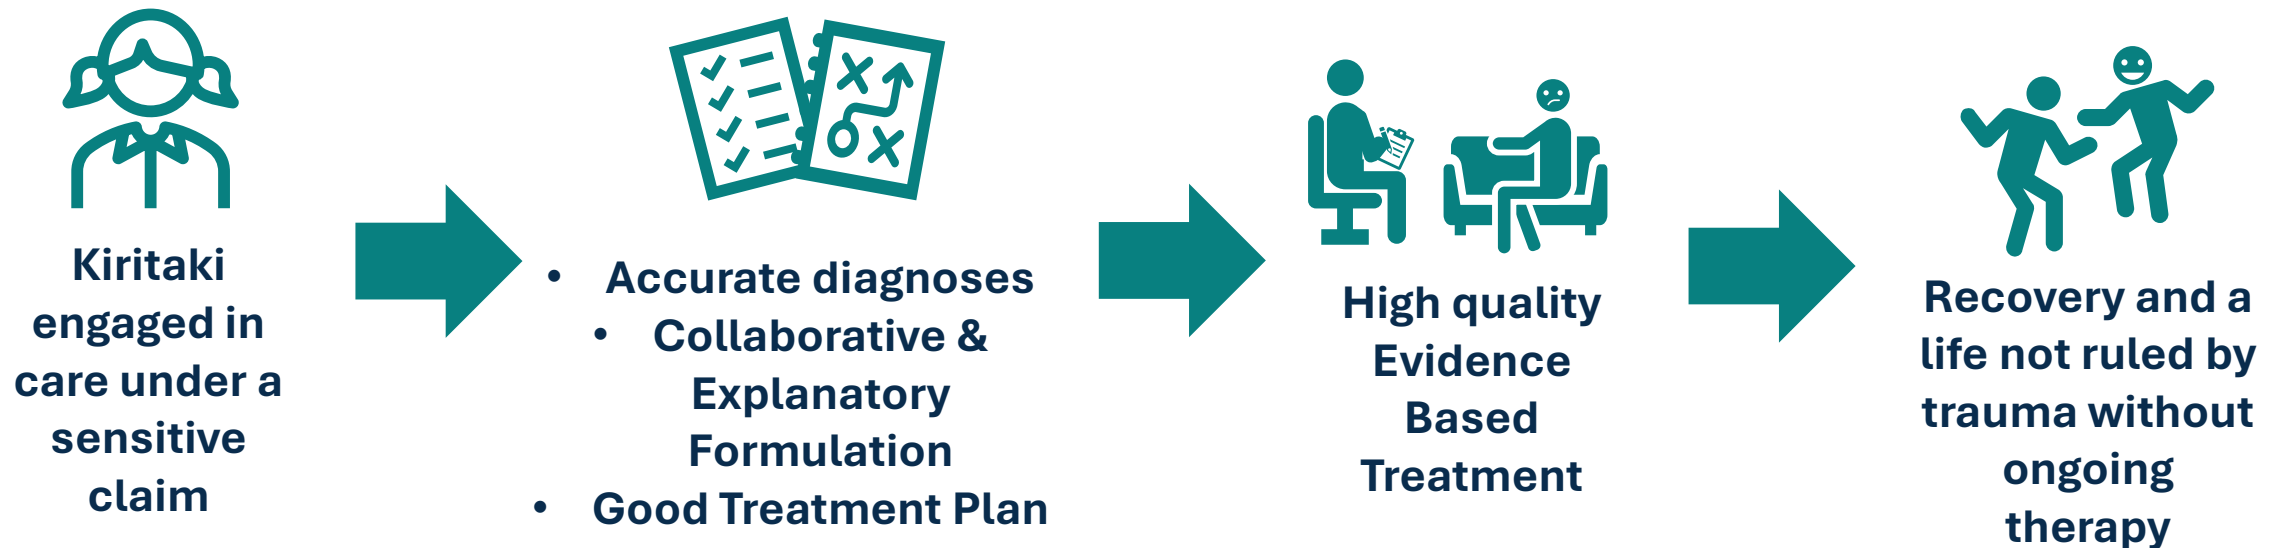 Kiritaki
engaged in
care under a
sensitive
claim
• Accurate diagnoses
• Collaborative &
Explanatory
Formulation
• Good Treatment Plan
High quality
Evidence
Based
Treatment
Recovery and a
life not ruled by
trauma without
ongoing
therapy